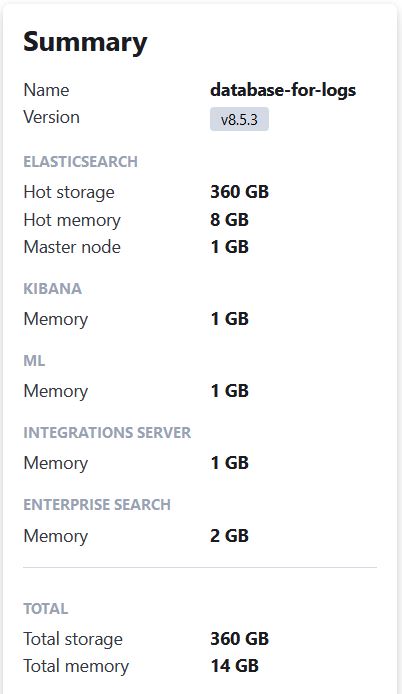 Summary
Name database-for-logs
Version v8.5.3
ELASTICSEARCH
Hot storage 360 GB
Hot memory 8 GB
Master node 1 GB
KIBANA
Memory 1 GB
ML
Memory 1 GB
INTEGRATIONS SERVER
Memory 1 GB
ENTERPRISE SEARCH
Memory 2 GB
TOTAL
Total storage 360 GB
Total memory 14 GB